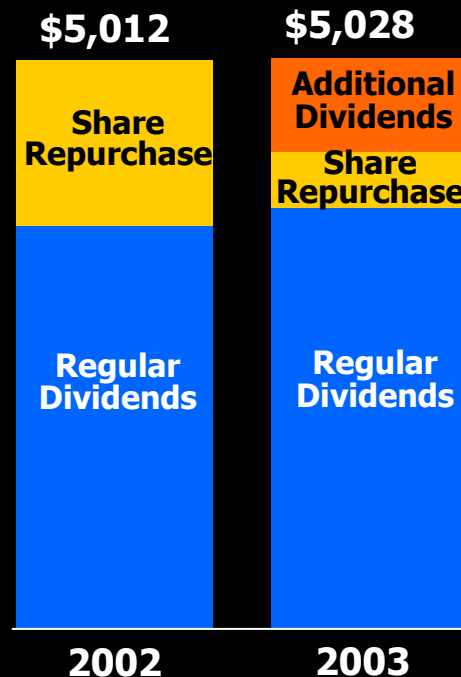 $5,012
$5,028
Share
Repurchase
Additional
Dividends
Share
Repurchase
Regular
Dividends
Regular
Dividends
2002
2003